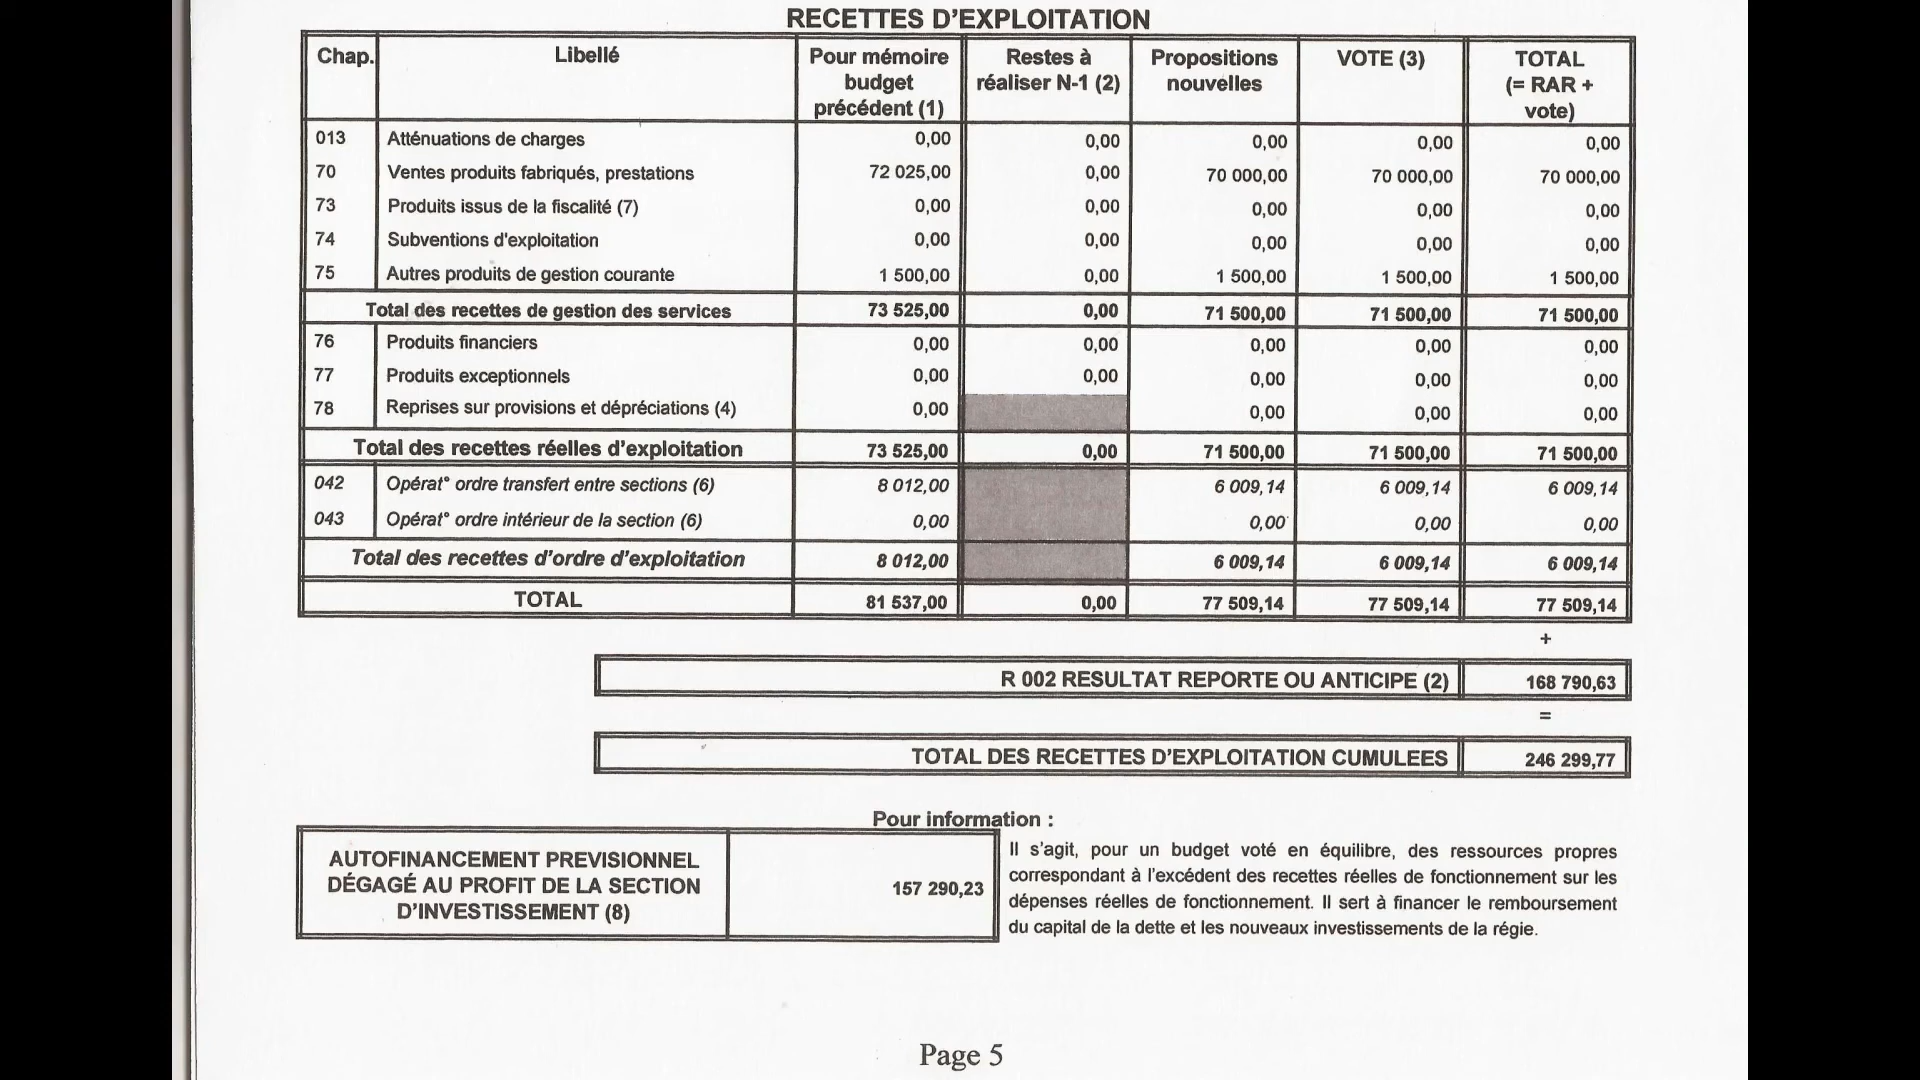 RECETTES D'EXPLOITATION
Chap. Libellé Pour mémoire budget précédent (1) Restes à réaliser N-1 (2) Propositions nouvelles VOTE (3) TOTAL (= RAR + vote)
013 Atténuations de charges 0,00 0,00 0,00 0,00 0,00
70 Ventes produits fabriqués, prestations 72 025,00 0,00 70 000,00 70 000,00 70 000,00
73 Produits issus de la fiscalité (7) 0,00 0,00 0,00 0,00 0,00
74 Subventions d'exploitation 0,00 0,00 0,00 0,00 0,00
75 Autres produits de gestion courante 1 500,00 0,00 1 500,00 1 500,00 1 500,00
Total des recettes de gestion des services 73 525,00 0,00 71 500,00 71 500,00 71 500,00
76 Produits financiers 0,00 0,00 0,00 0,00 0,00
77 Produits exceptionnels 0,00 0,00 0,00 0,00 0,00
78 Reprises sur provisions et dépréciations (4) 0,00 0,00 0,00 0,00
Total des recettes réelles d'exploitation 73 525,00 0,00 71 500,00 71 500,00 71 500,00
042 Opérat° ordre transfert entre sections (6) 8 012,00 6 009,14 6 009,14 6 009,14
043 Opérat° ordre intérieur de la section (6) 0,00 0,00 0,00 0,00
Total des recettes d'ordre d'exploitation 8 012,00 6 009,14 6 009,14 6 009,14
TOTAL 81 537,00 0,00 77 509,14 77 509,14 77 509,14
+
R 002 RESULTAT REPORTE OU ANTICIPE (2) 168 790,63
=
TOTAL DES RECETTES D'EXPLOITATION CUMULEES 246 299,77
Pour information :
AUTOFINANCEMENT PREVISIONNEL
DÉGAGÉ AU PROFIT DE LA SECTION
D'INVESTISSEMENT (8)
157 290,23
Il s'agit, pour un budget voté en équilibre, des ressources propres
correspondant à l'excédent des recettes réelles de fonctionnement sur les
dépenses réelles de fonctionnement. Il sert à financer le remboursement
du capital de la dette et les nouveaux investissements de la régie.
Page 5